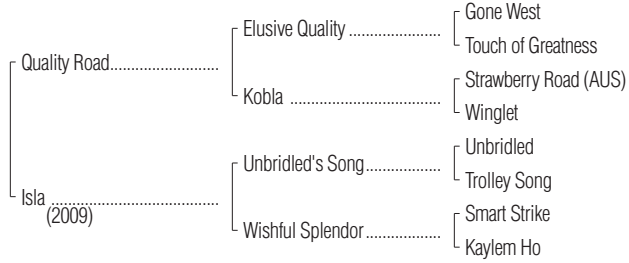 Gone West
Elusive Quality ....................
Touch of Greatness
Quality Road........................
Strawberry Road (AUS)
Kobla .................................
Winglet
Unbridled
Unbridled's Song.................
Trolley Song
Isla .....................................
(2009)
Smart Strike
Wishful Splendor.................
Kaylem Ho